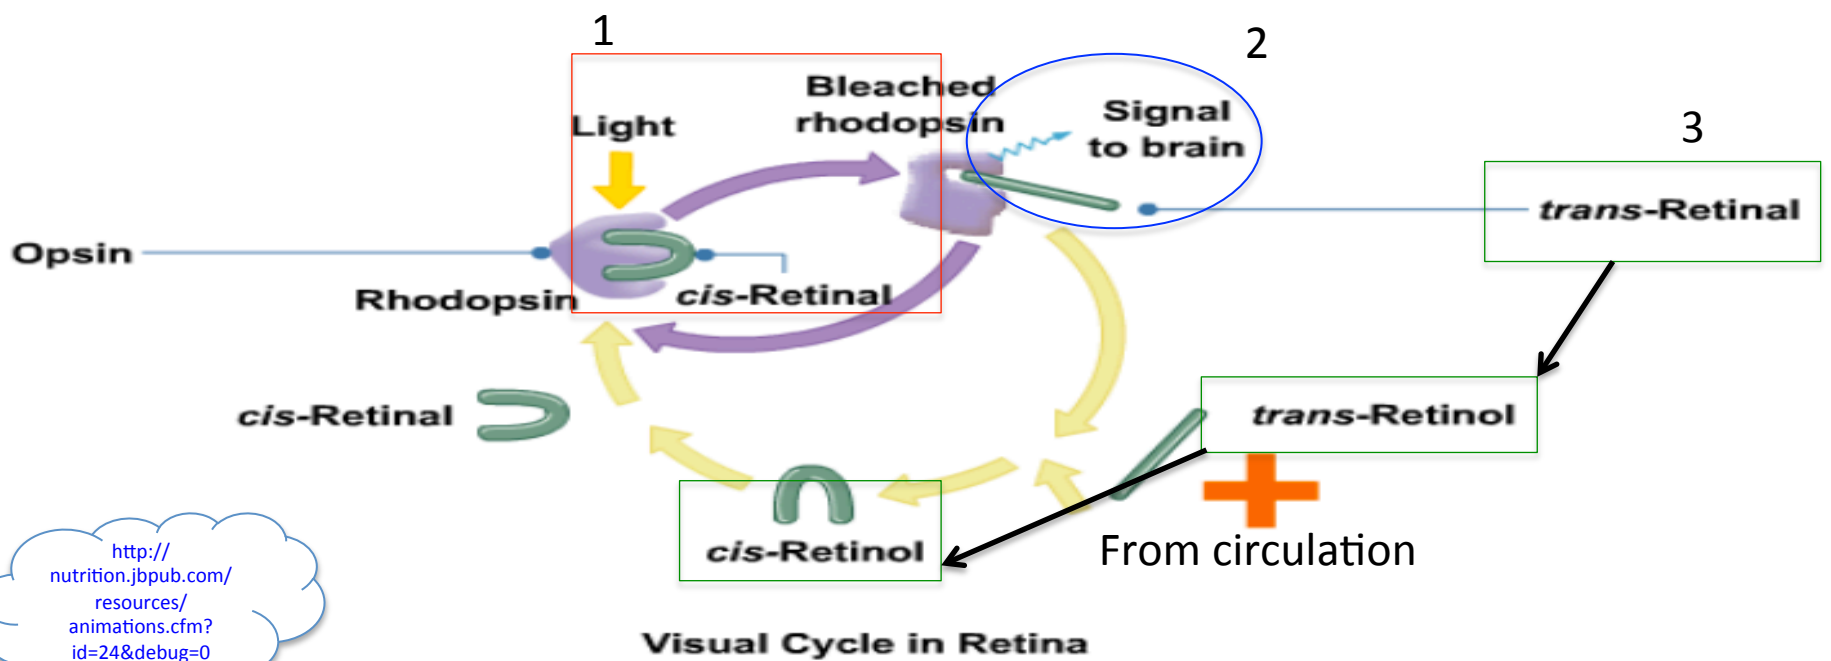 1
2
Bleached
rhodopsin
Light
Signal
to brain
3
trans-Retinal
Opsin
Rhodopsin
cis-Retinal
cis-Retinal
trans-Retinol
cis-Retinol
From circulation
http://
nutrition.jbpub.com/
resources/
animations.cfm?
id=24&debug=0
Visual Cycle in Retina